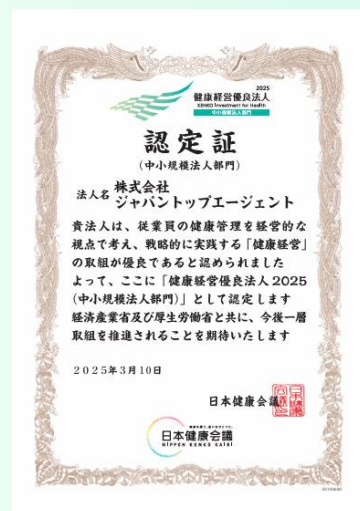 2025
健康経営優良法人
KENKO Investment for Health
中小規模法人部門
認定証
(中小規模法人部門)
法人名 株式会社
ジャパントップエージェント
貴法人は、従業員の健康管理を経営的な
視点で考え、戦略的に実践する「健康経営」
の取組が優良であると認められました
よって、ここに「健康経営優良法人2025
(中小規模法人部門)」として認定します
経済産業省及び厚生労働省と共に、今後一層
取組を推進されることを期待いたします
2025年3月10日
日本健康会議
日本健康会議
NIPPON KENKO KAIGI